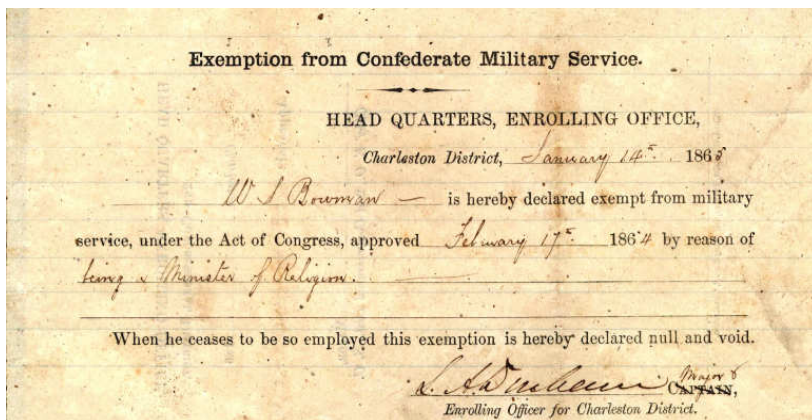 Exemption from Confederate Military Service.
HEAD QUARTERS, ENROLLING OFFICE,
Charleston District, January 14th. 1865
W S Bowman — is hereby declared exempt from military
service, under the Act of Congress, approved February 17th. 1864 by reason of
being a Minister of Religion. —
When he ceases to be so employed this exemption is hereby declared null and void.
Major &
CAPTAIN,
Enrolling Officer for Charleston District.